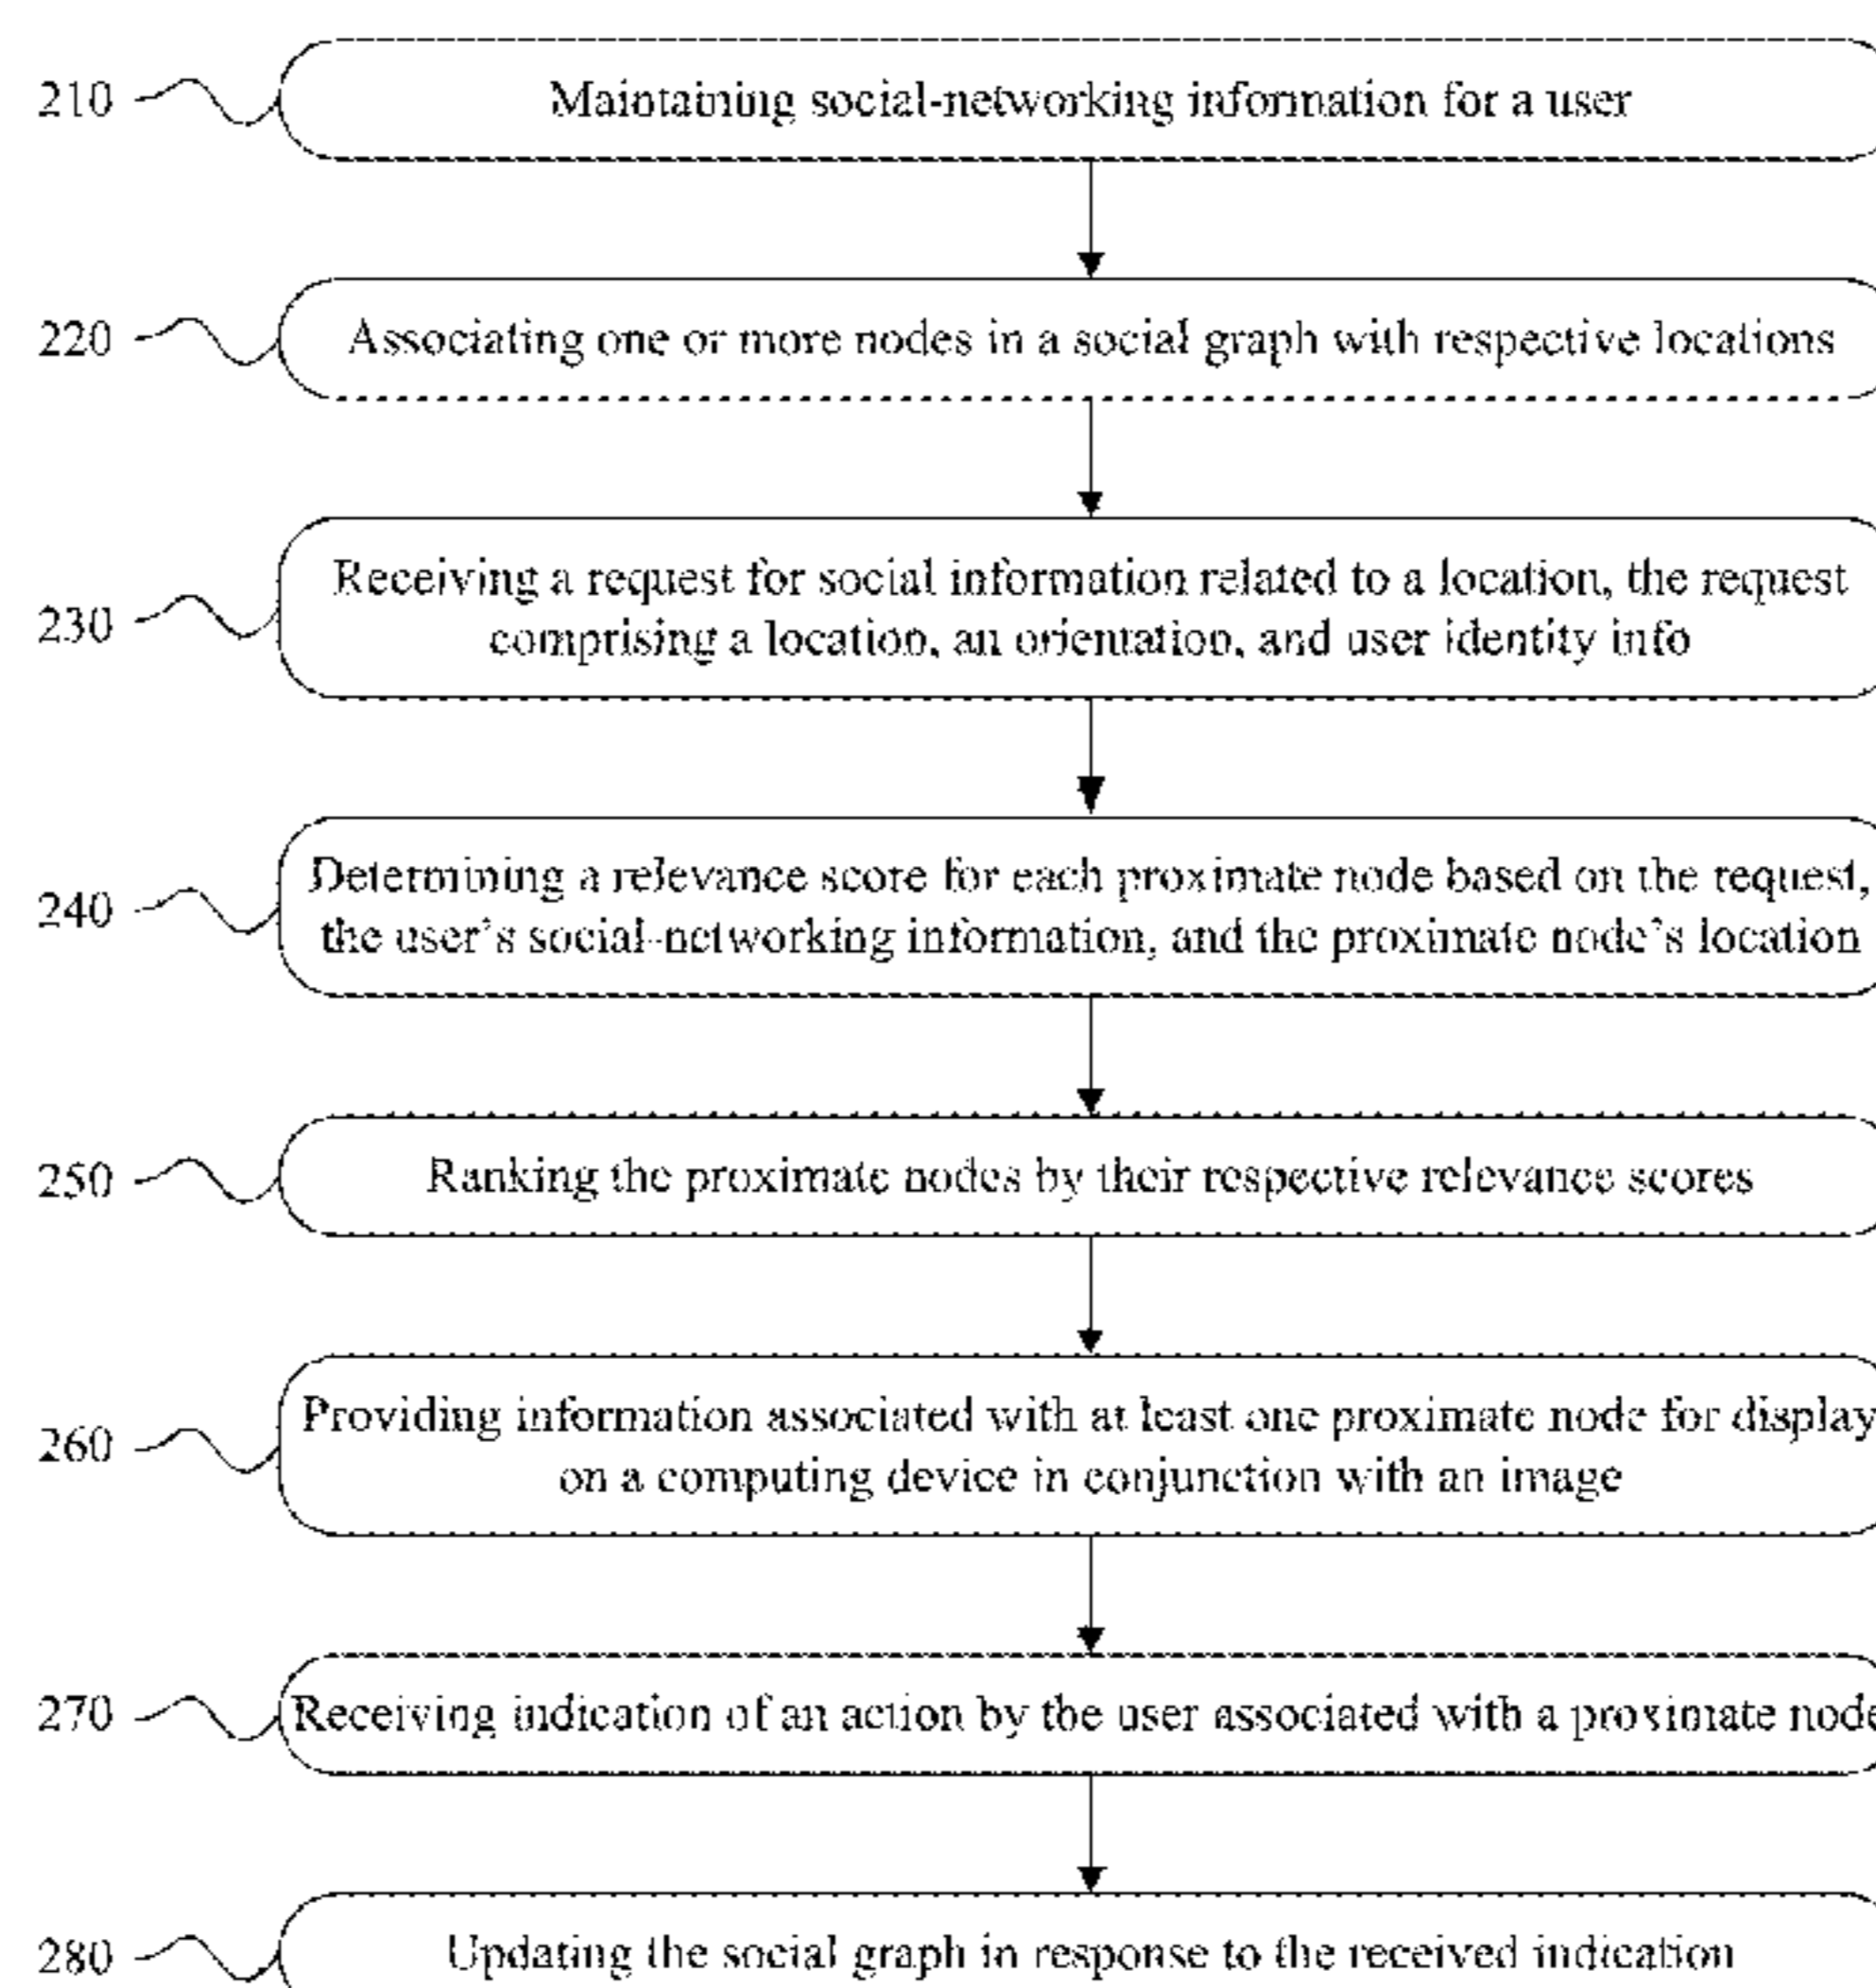 210 Maintaining social-networking information for a user
220 Associating one or more nodes in a social graph with respective locations
230 Receiving a request for social information related to a location, the request
comprising a location, an orientation, and user identity info
240 Determining a relevance score for each proximate node based on the request,
the user's social-networking information, and the proximate node's location
250 Ranking the proximate nodes by their respective relevance scores
260 Providing information associated with at least one proximate node for display
on a computing device in conjunction with an image
270 Receiving indication of an action by the user associated with a proximate node
280 Updating the social graph in response to the received indication